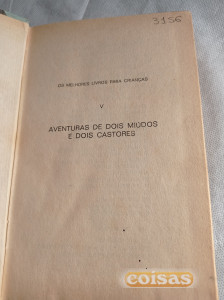 3156
OS MELHORES LIVROS PARA CRIANÇAS
V
AVENTURAS DE DOIS MIÚDOS
E DOIS CASTORES
coisas